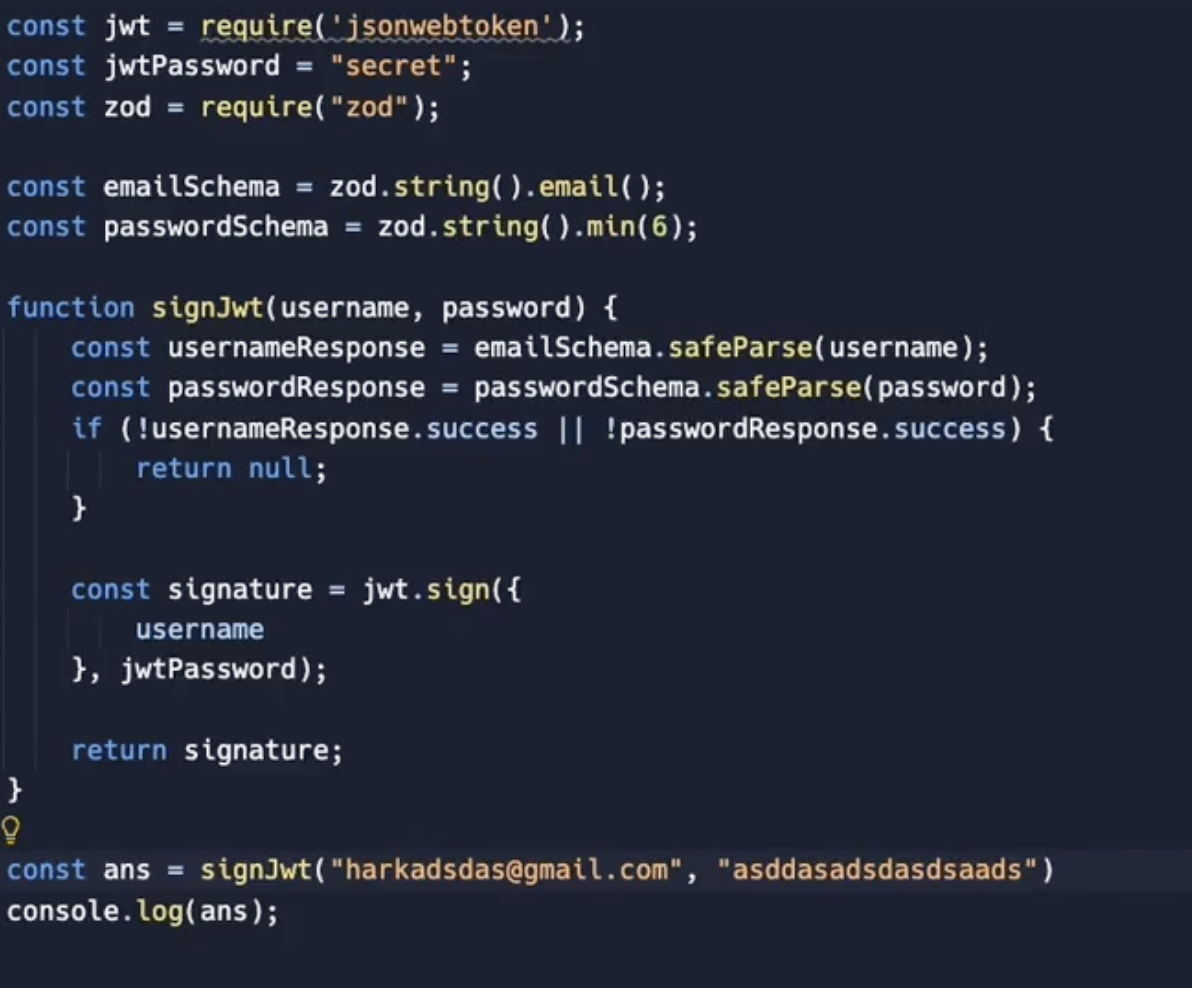 const jwt = require('jsonwebtoken');
const jwtPassword = "secret";
const zod = require("zod");

const emailSchema = zod.string().email();
const passwordSchema = zod.string().min(6);

function signJwt(username, password) {
    const usernameResponse = emailSchema.safeParse(username);
    const passwordResponse = passwordSchema.safeParse(password);
    if (!usernameResponse.success || !passwordResponse.success) {
        return null;
    }

    const signature = jwt.sign({
        username
    }, jwtPassword);

    return signature;
}

const ans = signJwt("harkadsdas@gmail.com", "asddasadsdasdsaads")
console.log(ans);